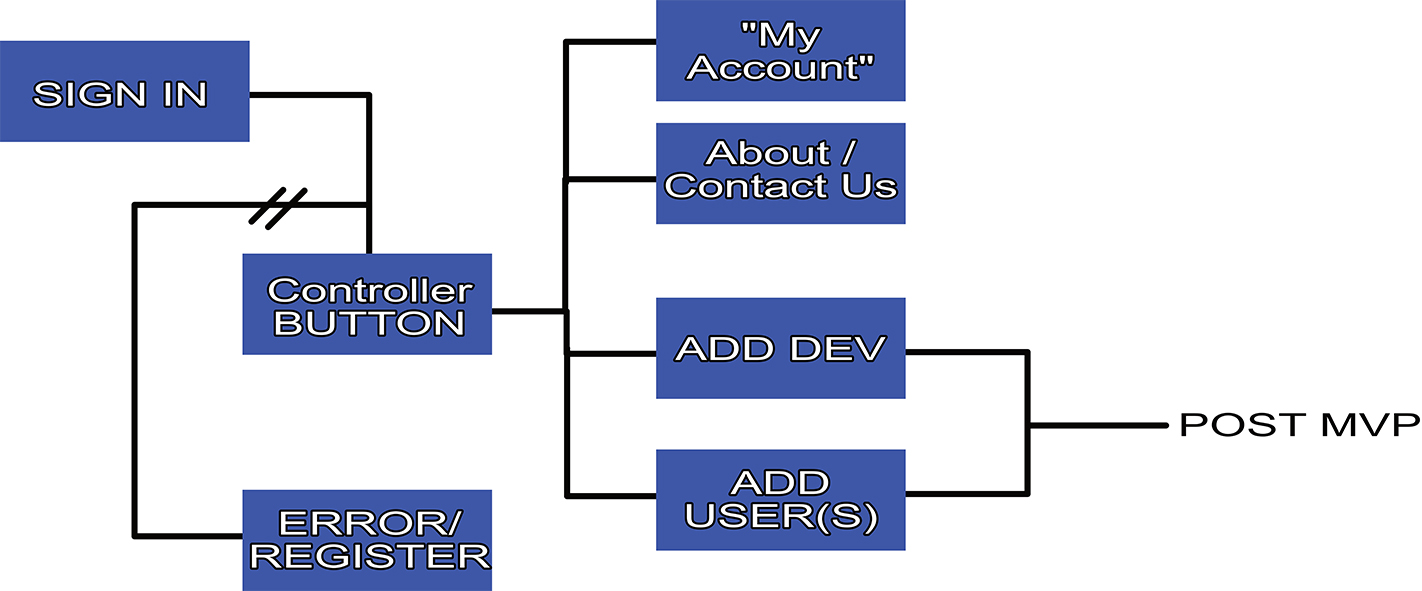 SIGN IN
Controller
BUTTON
ERROR/
REGISTER
"My
Account"
About /
Contact Us
ADD DEV
ADD
USER(S)
POST MVP